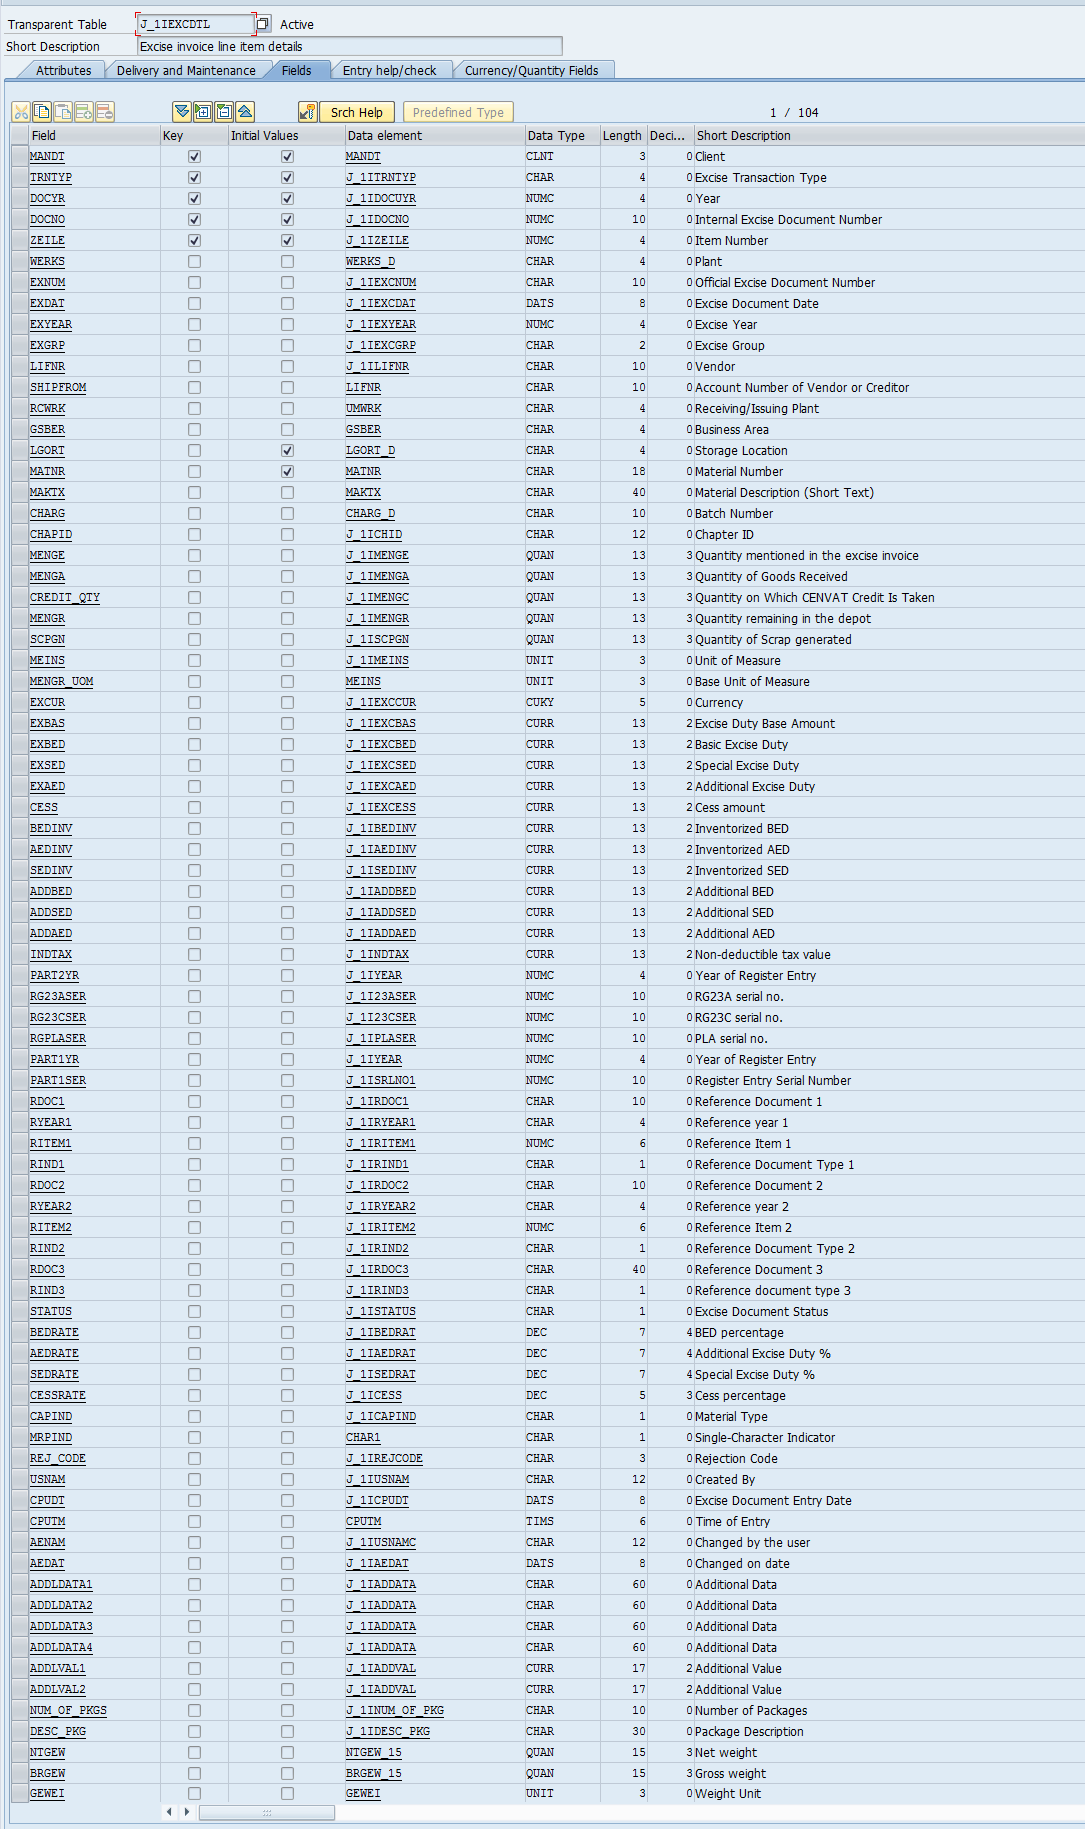 Transparent Table J_1IEXCDTL Active
Short Description Excise invoice line item details
Attributes Delivery and Maintenance Fields Entry help/check Currency/Quantity Fields
Srch Help Predefined Type 1 / 104
Field Key Initial Values Data element Data Type Length Deci... Short Description
MANDT MANDT CLNT 3 0 Client
TRNTYP J_1ITRNTYP CHAR 4 0 Excise Transaction Type
DOCYR J_1IDOCUYR NUMC 4 0 Year
DOCNO J_1IDOCNO NUMC 10 0 Internal Excise Document Number
ZEILE J_1IZEILE NUMC 4 0 Item Number
WERKS WERKS_D CHAR 4 0 Plant
EXNUM J_1IEXCNUM CHAR 10 0 Official Excise Document Number
EXDAT J_1IEXCDAT DATS 8 0 Excise Document Date
EXYEAR J_1IEXYEAR NUMC 4 0 Excise Year
EXGRP J_1IEXCGRP CHAR 2 0 Excise Group
LIFNR J_1ILIFNR CHAR 10 0 Vendor
SHIPFROM LIFNR CHAR 10 0 Account Number of Vendor or Creditor
RCWRK UMWRK CHAR 4 0 Receiving/Issuing Plant
GSBER GSBER CHAR 4 0 Business Area
LGORT LGORT_D CHAR 4 0 Storage Location
MATNR MATNR CHAR 18 0 Material Number
MAKTX MAKTX CHAR 40 0 Material Description (Short Text)
CHARG CHARG_D CHAR 10 0 Batch Number
CHAPID J_1ICHID CHAR 12 0 Chapter ID
MENGE J_1IMENGE QUAN 13 3 Quantity mentioned in the excise invoice
MENGA J_1IMENGA QUAN 13 3 Quantity of Goods Received
CREDIT_QTY J_1IMENGC QUAN 13 3 Quantity on Which CENVAT Credit Is Taken
MENGR J_1IMENGR QUAN 13 3 Quantity remaining in the depot
SCPGN J_1ISCPGN QUAN 13 3 Quantity of Scrap generated
MEINS J_1IMEINS UNIT 3 0 Unit of Measure
MENGR_UOM MEINS UNIT 3 0 Base Unit of Measure
EXCUR J_1IEXCCUR CUKY 5 0 Currency
EXBAS J_1IEXCBAS CURR 13 2 Excise Duty Base Amount
EXBED J_1IEXCBED CURR 13 2 Basic Excise Duty
EXSED J_1IEXCSED CURR 13 2 Special Excise Duty
EXAED J_1IEXCAED CURR 13 2 Additional Excise Duty
CESS J_1IEXCESS CURR 13 2 Cess amount
BEDINV J_1IBEDINV CURR 13 2 Inventorized BED
AEDINV J_1IAEDINV CURR 13 2 Inventorized AED
SEDINV J_1ISEDINV CURR 13 2 Inventorized SED
ADDBED J_1IADDBED CURR 13 2 Additional BED
ADDSED J_1IADDSED CURR 13 2 Additional SED
ADDAED J_1IADDAED CURR 13 2 Additional AED
INDTAX J_1INDTAX CURR 13 2 Non-deductible tax value
PART2YR J_1IYEAR NUMC 4 0 Year of Register Entry
RG23ASER J_1I23ASER NUMC 10 0 RG23A serial no.
RG23CSER J_1I23CSER NUMC 10 0 RG23C serial no.
RGPLASER J_1IPLASER NUMC 10 0 PLA serial no.
PART1YR J_1IYEAR NUMC 4 0 Year of Register Entry
PART1SER J_1ISRLNO1 NUMC 10 0 Register Entry Serial Number
RDOC1 J_1IRDOC1 CHAR 10 0 Reference Document 1
RYEAR1 J_1IRYEAR1 CHAR 4 0 Reference year 1
RITEM1 J_1IRITEM1 NUMC 6 0 Reference Item 1
RIND1 J_1IRIND1 CHAR 1 0 Reference Document Type 1
RDOC2 J_1IRDOC2 CHAR 10 0 Reference Document 2
RYEAR2 J_1IRYEAR2 CHAR 4 0 Reference year 2
RITEM2 J_1IRITEM2 NUMC 6 0 Reference Item 2
RIND2 J_1IRIND2 CHAR 1 0 Reference Document Type 2
RDOC3 J_1IRDOC3 CHAR 40 0 Reference Document 3
RIND3 J_1IRIND3 CHAR 1 0 Reference document type 3
STATUS J_1ISTATUS CHAR 1 0 Excise Document Status
BEDRATE J_1IBEDRAT DEC 7 4 BED percentage
AEDRATE J_1IAEDRAT DEC 7 4 Additional Excise Duty %
SEDRATE J_1ISEDRAT DEC 7 4 Special Excise Duty %
CESSRATE J_1ICESS DEC 5 3 Cess percentage
CAPIND J_1ICAPIND CHAR 1 0 Material Type
MRPIND CHAR1 CHAR 1 0 Single-Character Indicator
REJ_CODE J_1IREJCODE CHAR 3 0 Rejection Code
USNAM J_1IUSNAM CHAR 12 0 Created By
CPUDT J_1ICPUDT DATS 8 0 Excise Document Entry Date
CPUTM CPUTM TIMS 6 0 Time of Entry
AENAM J_1IUSNAMC CHAR 12 0 Changed by the user
AEDAT J_1IAEDAT DATS 8 0 Changed on date
ADDLDATA1 J_1IADDATA CHAR 60 0 Additional Data
ADDLDATA2 J_1IADDATA CHAR 60 0 Additional Data
ADDLDATA3 J_1IADDATA CHAR 60 0 Additional Data
ADDLDATA4 J_1IADDATA CHAR 60 0 Additional Data
ADDLVAL1 J_1IADDVAL CURR 17 2 Additional Value
ADDLVAL2 J_1IADDVAL CURR 17 2 Additional Value
NUM_OF_PKGS J_1INUM_OF_PKG CHAR 10 0 Number of Packages
DESC_PKG J_1IDESC_PKG CHAR 30 0 Package Description
NTGEW NTGEW_15 QUAN 15 3 Net weight
BRGEW BRGEW_15 QUAN 15 3 Gross weight
GEWEI GEWEI UNIT 3 0 Weight Unit